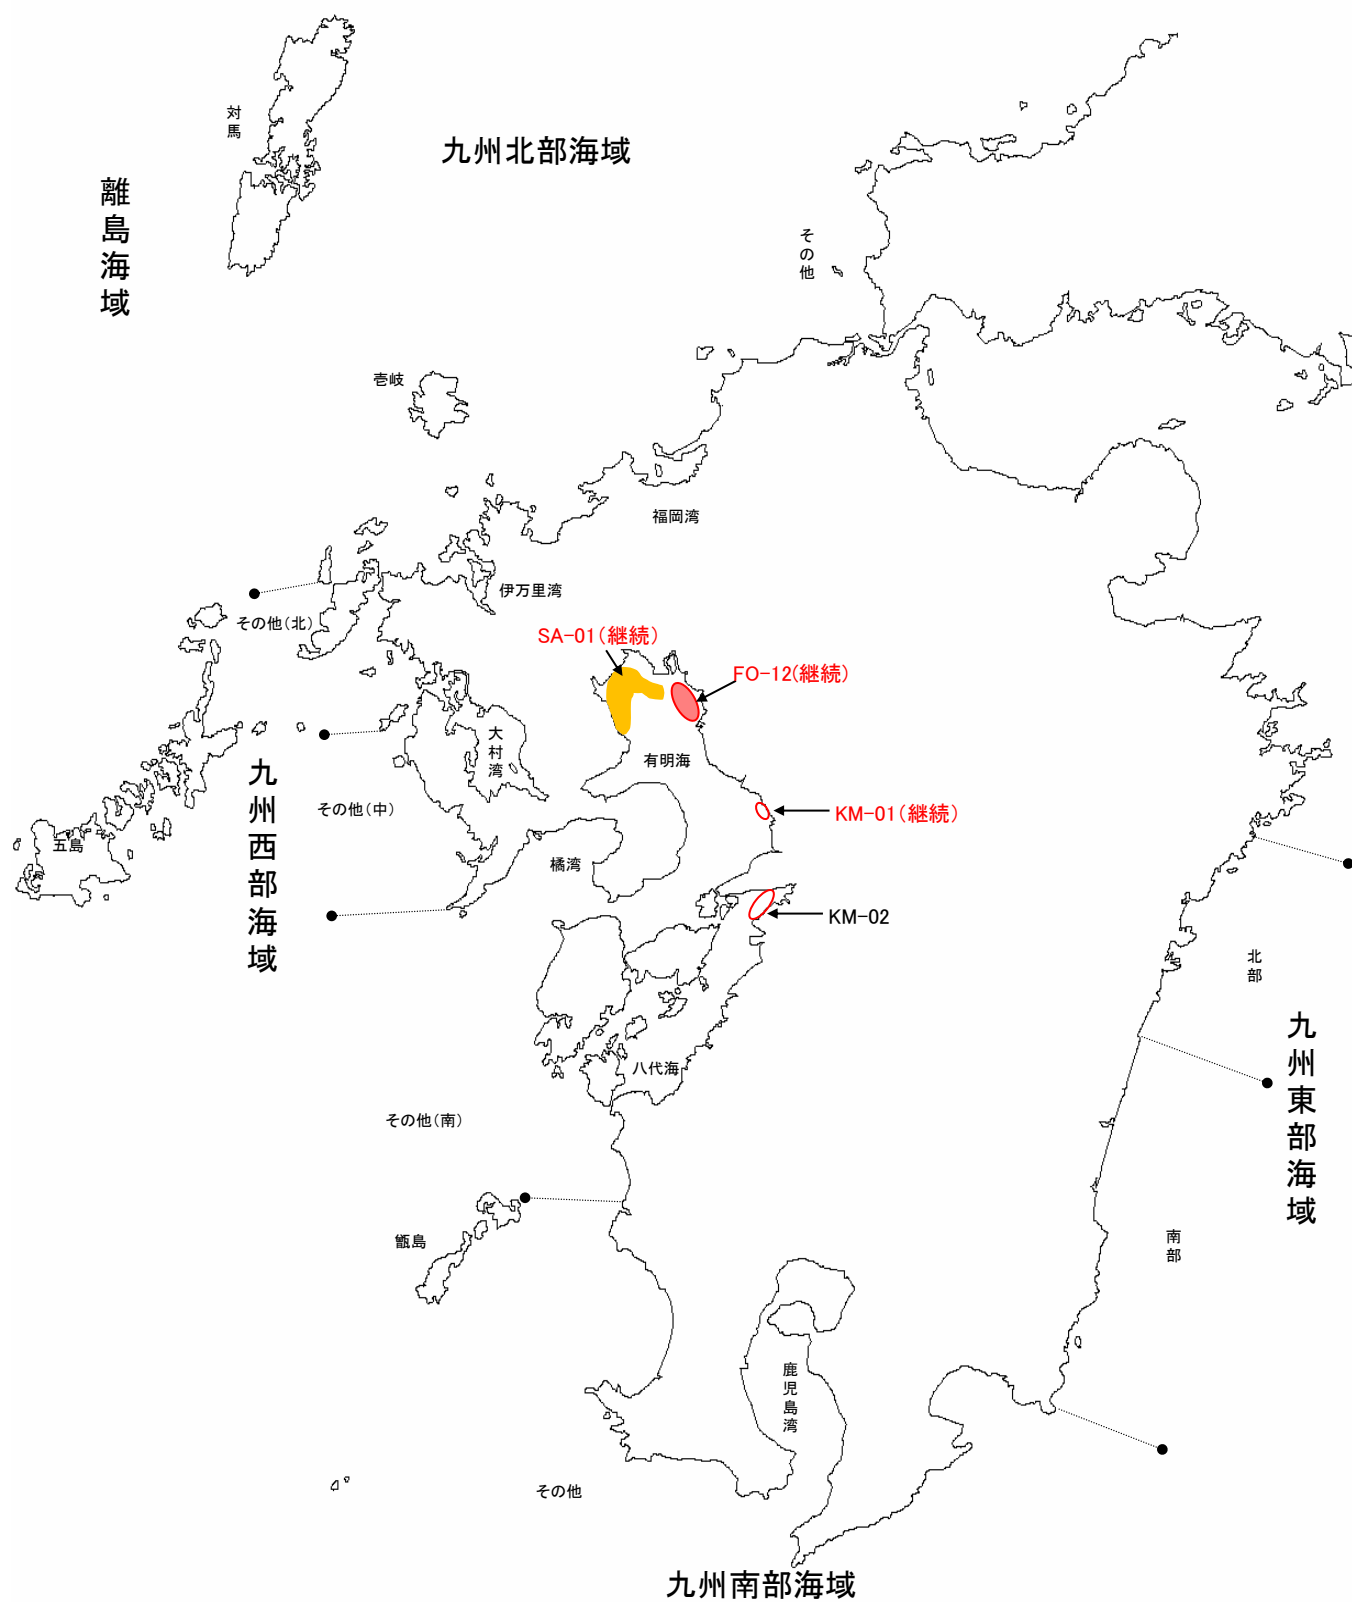 対馬
九州北部海域
離島海域
その他
壱岐
福岡湾
伊万里湾
その他(北)
SA-01(継続)
FO-12(継続)
大村湾
有明海
九州西部海域
その他(中)
KM-01(継続)
五島
橘湾
KM-02
北部
九州東部海域
八代海
その他(南)
甑島
南部
鹿児島湾
その他
九州南部海域